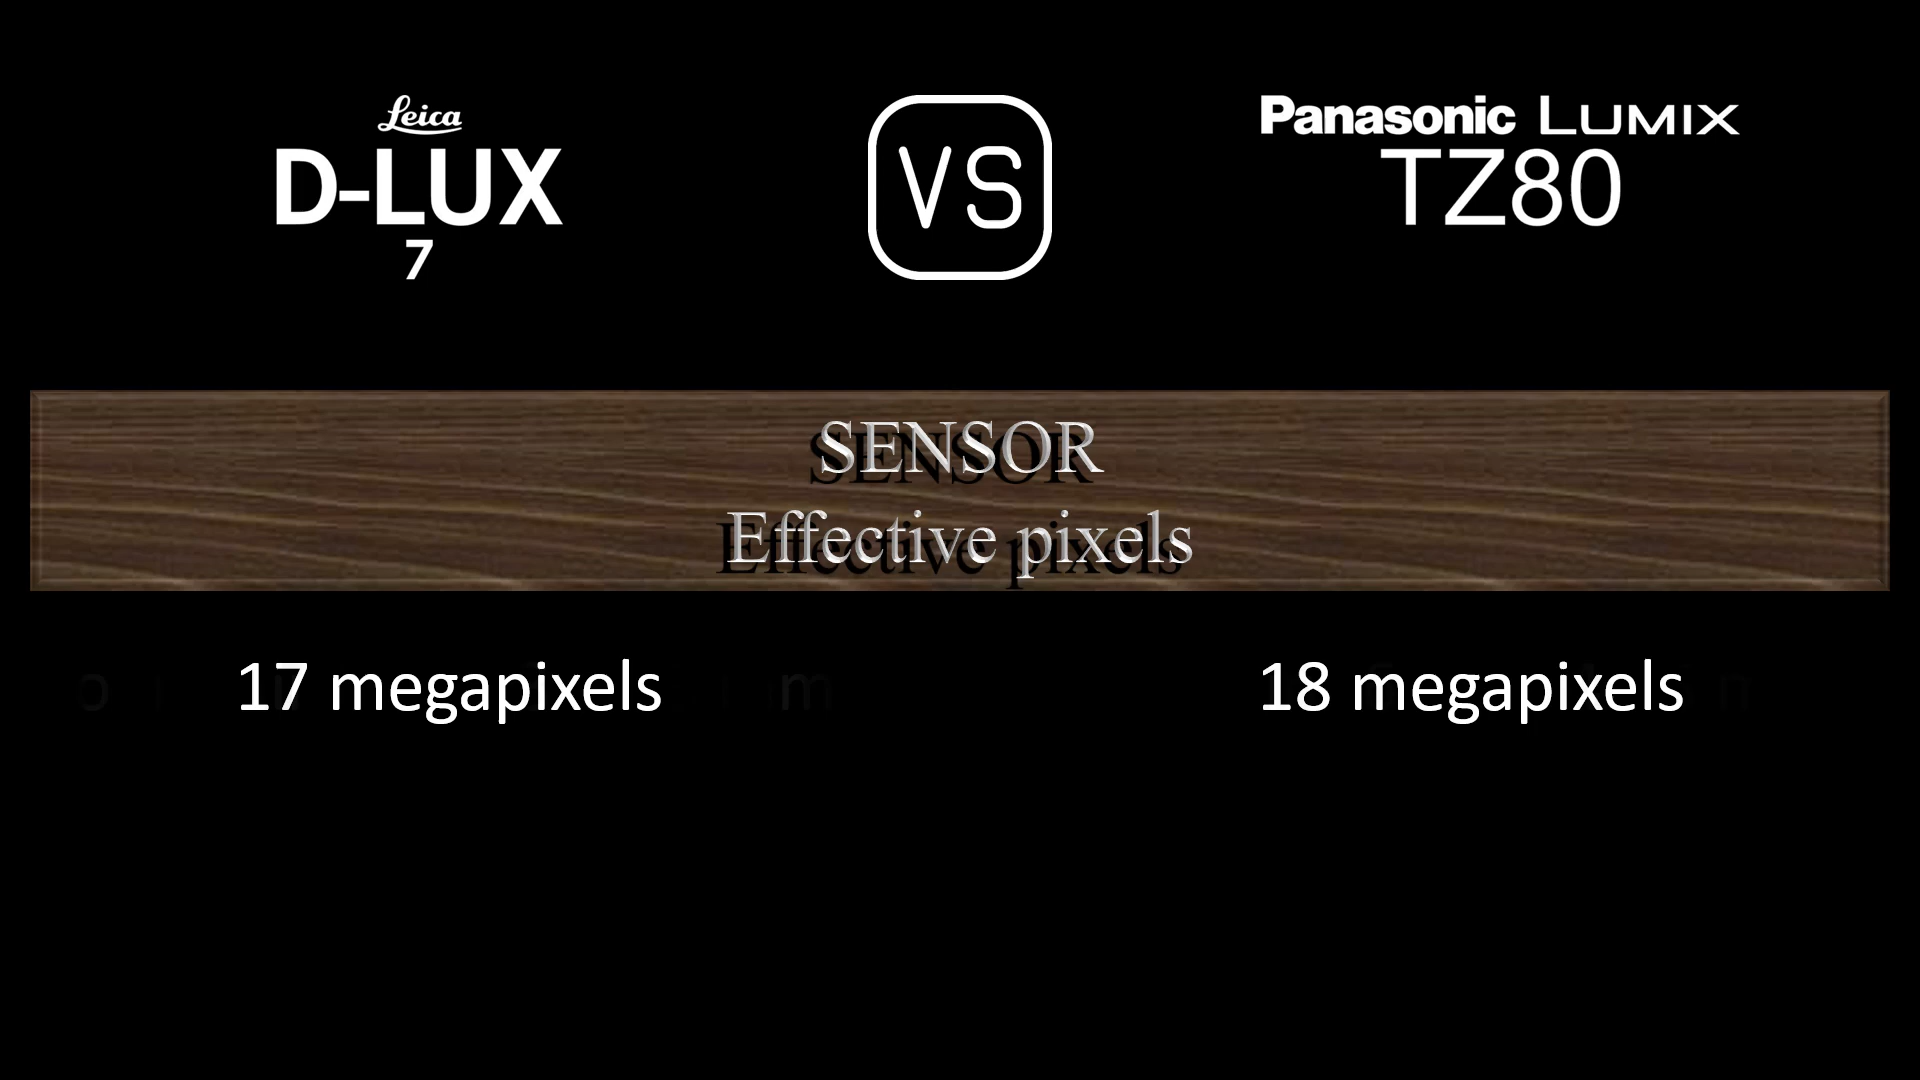 Leica
D-LUX
7
VS
Panasonic LUMIX
TZ80
SENSOR
Effective pixels
17 megapixels
18 megapixels